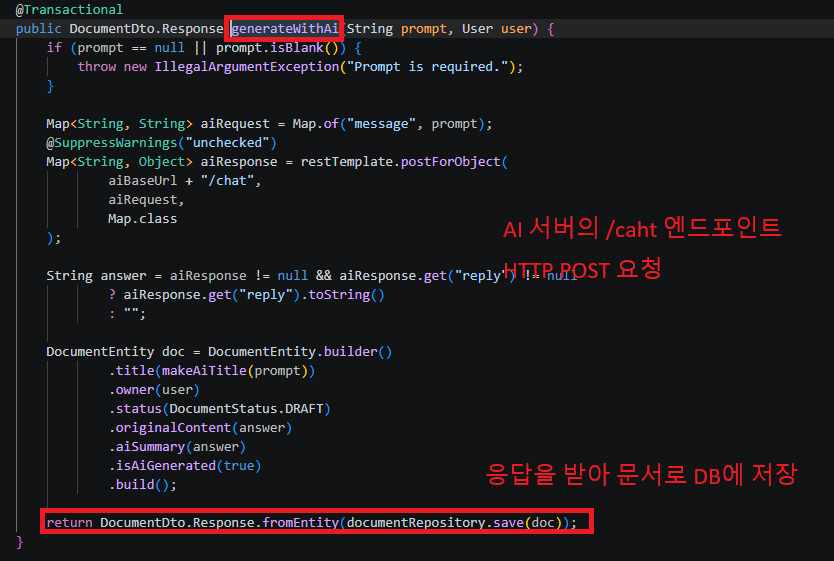 @Transactional
public DocumentDto.Response generateWithAi(String prompt, User user) {
if (prompt == null || prompt.isBlank()) {
throw new IllegalArgumentException("Prompt is required.");
}
Map<String, String> aiRequest = Map.of("message", prompt);
@SuppressWarnings("unchecked")
Map<String, Object> aiResponse = restTemplate.postForObject(
aiBaseUrl + "/chat",
aiRequest,
Map.class
);
AI 서버의 /caht 엔드포인트
HTTP POST 요청
String answer = aiResponse != null && aiResponse.get("reply") != null
? aiResponse.get("reply").toString()
: "";
DocumentEntity doc = DocumentEntity.builder()
.title(makeAiTitle(prompt))
.owner(user)
.status(DocumentStatus.DRAFT)
.originalContent(answer)
.aiSummary(answer)
.isAiGenerated(true)
.build();
응답을 받아 문서로 DB에 저장
return DocumentDto.Response.fromEntity(documentRepository.save(doc));
}